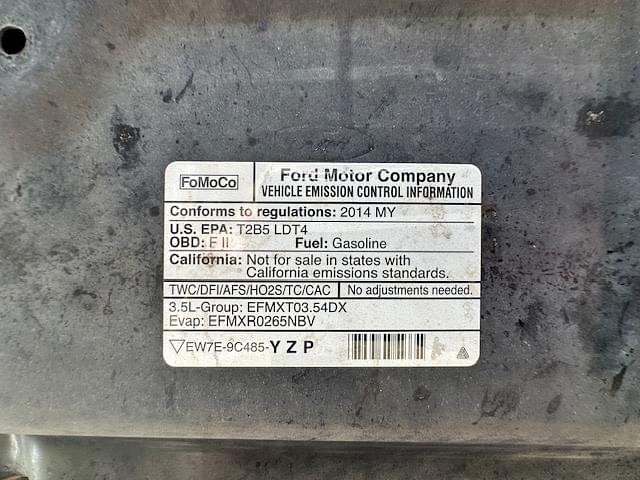 FoMoCo
Ford Motor Company
VEHICLE EMISSION CONTROL INFORMATION
Conforms to regulations: 2014 MY
U.S. EPA: T2B5 LDT4
OBD: F II Fuel: Gasoline
California: Not for sale in states with
California emissions standards.
TWC/DFI/AFS/HO2S/TC/CAC No adjustments needed.
3.5L-Group: EFMXT03.54DX
Evap: EFMXR0265NBV
▽EW7E-9C485-Y Z P